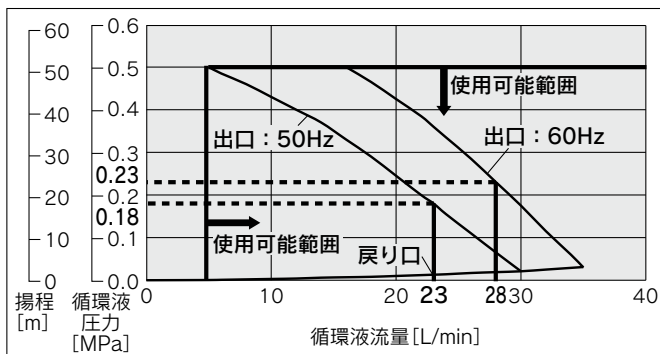 60 0.6
50 0.5
使用可能範囲
40 0.4
出口：50Hz
出口：60Hz
30 0.3
0.23
20 0.2
0.18
10 0.1
使用可能範囲
戻り口
0 0.0
0 10 20 23 28 30 40
揚程
[m]
循環液
圧力
[MPa]
循環液流量[L/min]